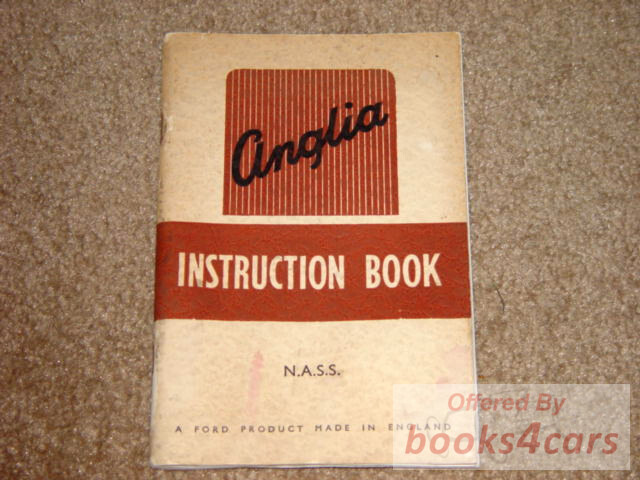 Anglia
INSTRUCTION BOOK
N.A.S.S.
A FORD PRODUCT MADE IN ENGLAND
Offered By
books4cars